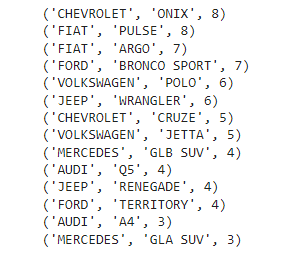 ('CHEVROLET', 'ONIX', 8)
('FIAT', 'PULSE', 8)
('FIAT', 'ARGO', 7)
('FORD', 'BRONCO SPORT', 7)
('VOLKSWAGEN', 'POLO', 6)
('JEEP', 'WRANGLER', 6)
('CHEVROLET', 'CRUZE', 5)
('VOLKSWAGEN', 'JETTA', 5)
('MERCEDES', 'GLB SUV', 4)
('AUDI', 'Q5', 4)
('JEEP', 'RENEGADE', 4)
('FORD', 'TERRITORY', 4)
('AUDI', 'A4', 3)
('MERCEDES', 'GLA SUV', 3)